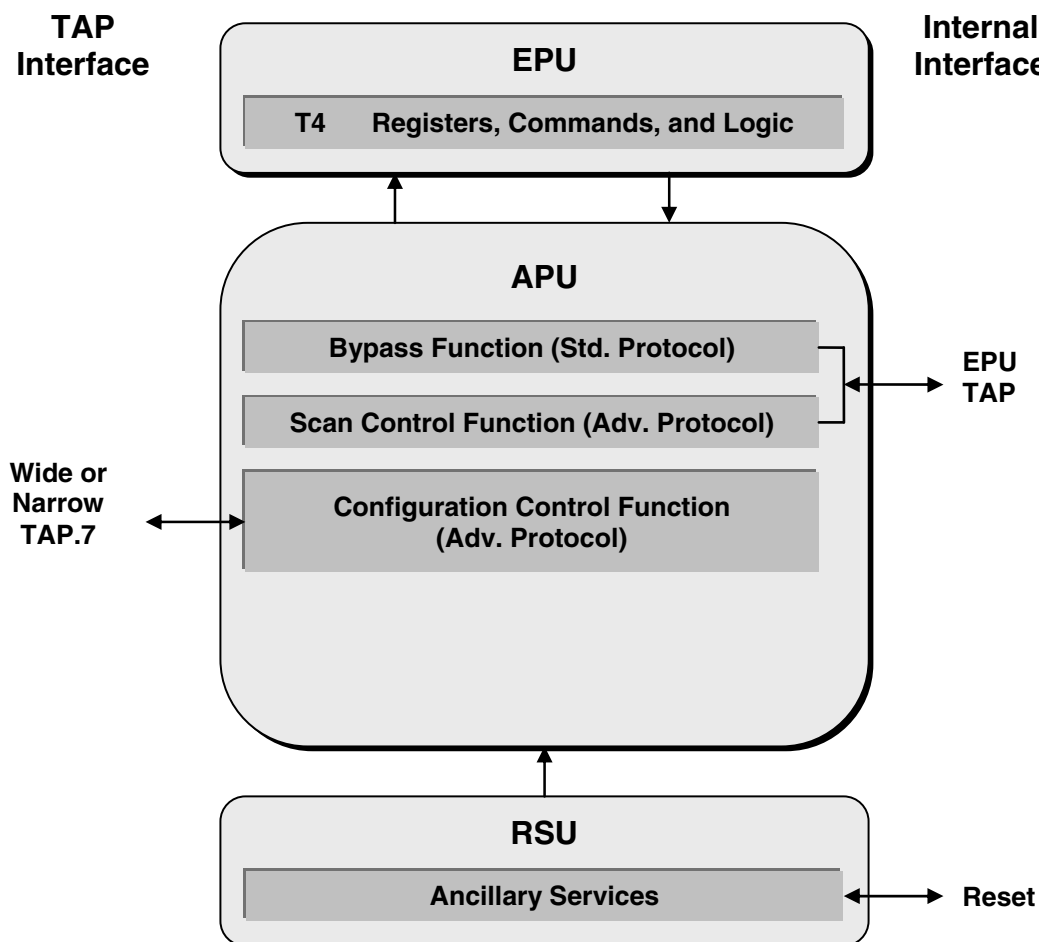 TAP
Interface
Internal
Interface
EPU
T4 Registers, Commands, and Logic
APU
Bypass Function (Std. Protocol)
EPU
TAP
Scan Control Function (Adv. Protocol)
Wide or
Narrow
TAP.7
Configuration Control Function
(Adv. Protocol)
RSU
Ancillary Services
Reset